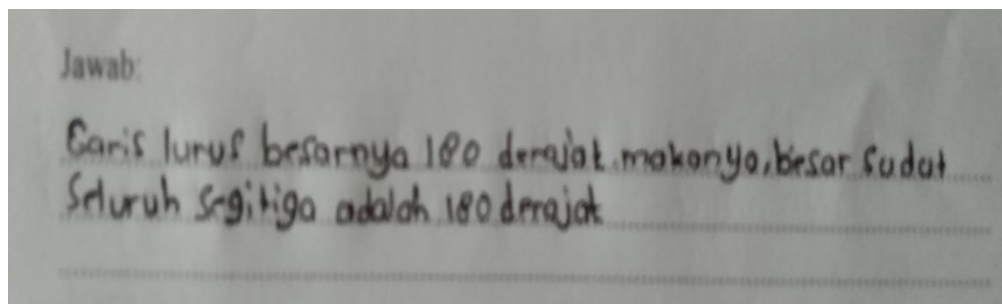 Jawab:
Garis lurus besarnya 180 derajat. makanya, besar sudut
Seluruh segitiga adalah 180 derajat